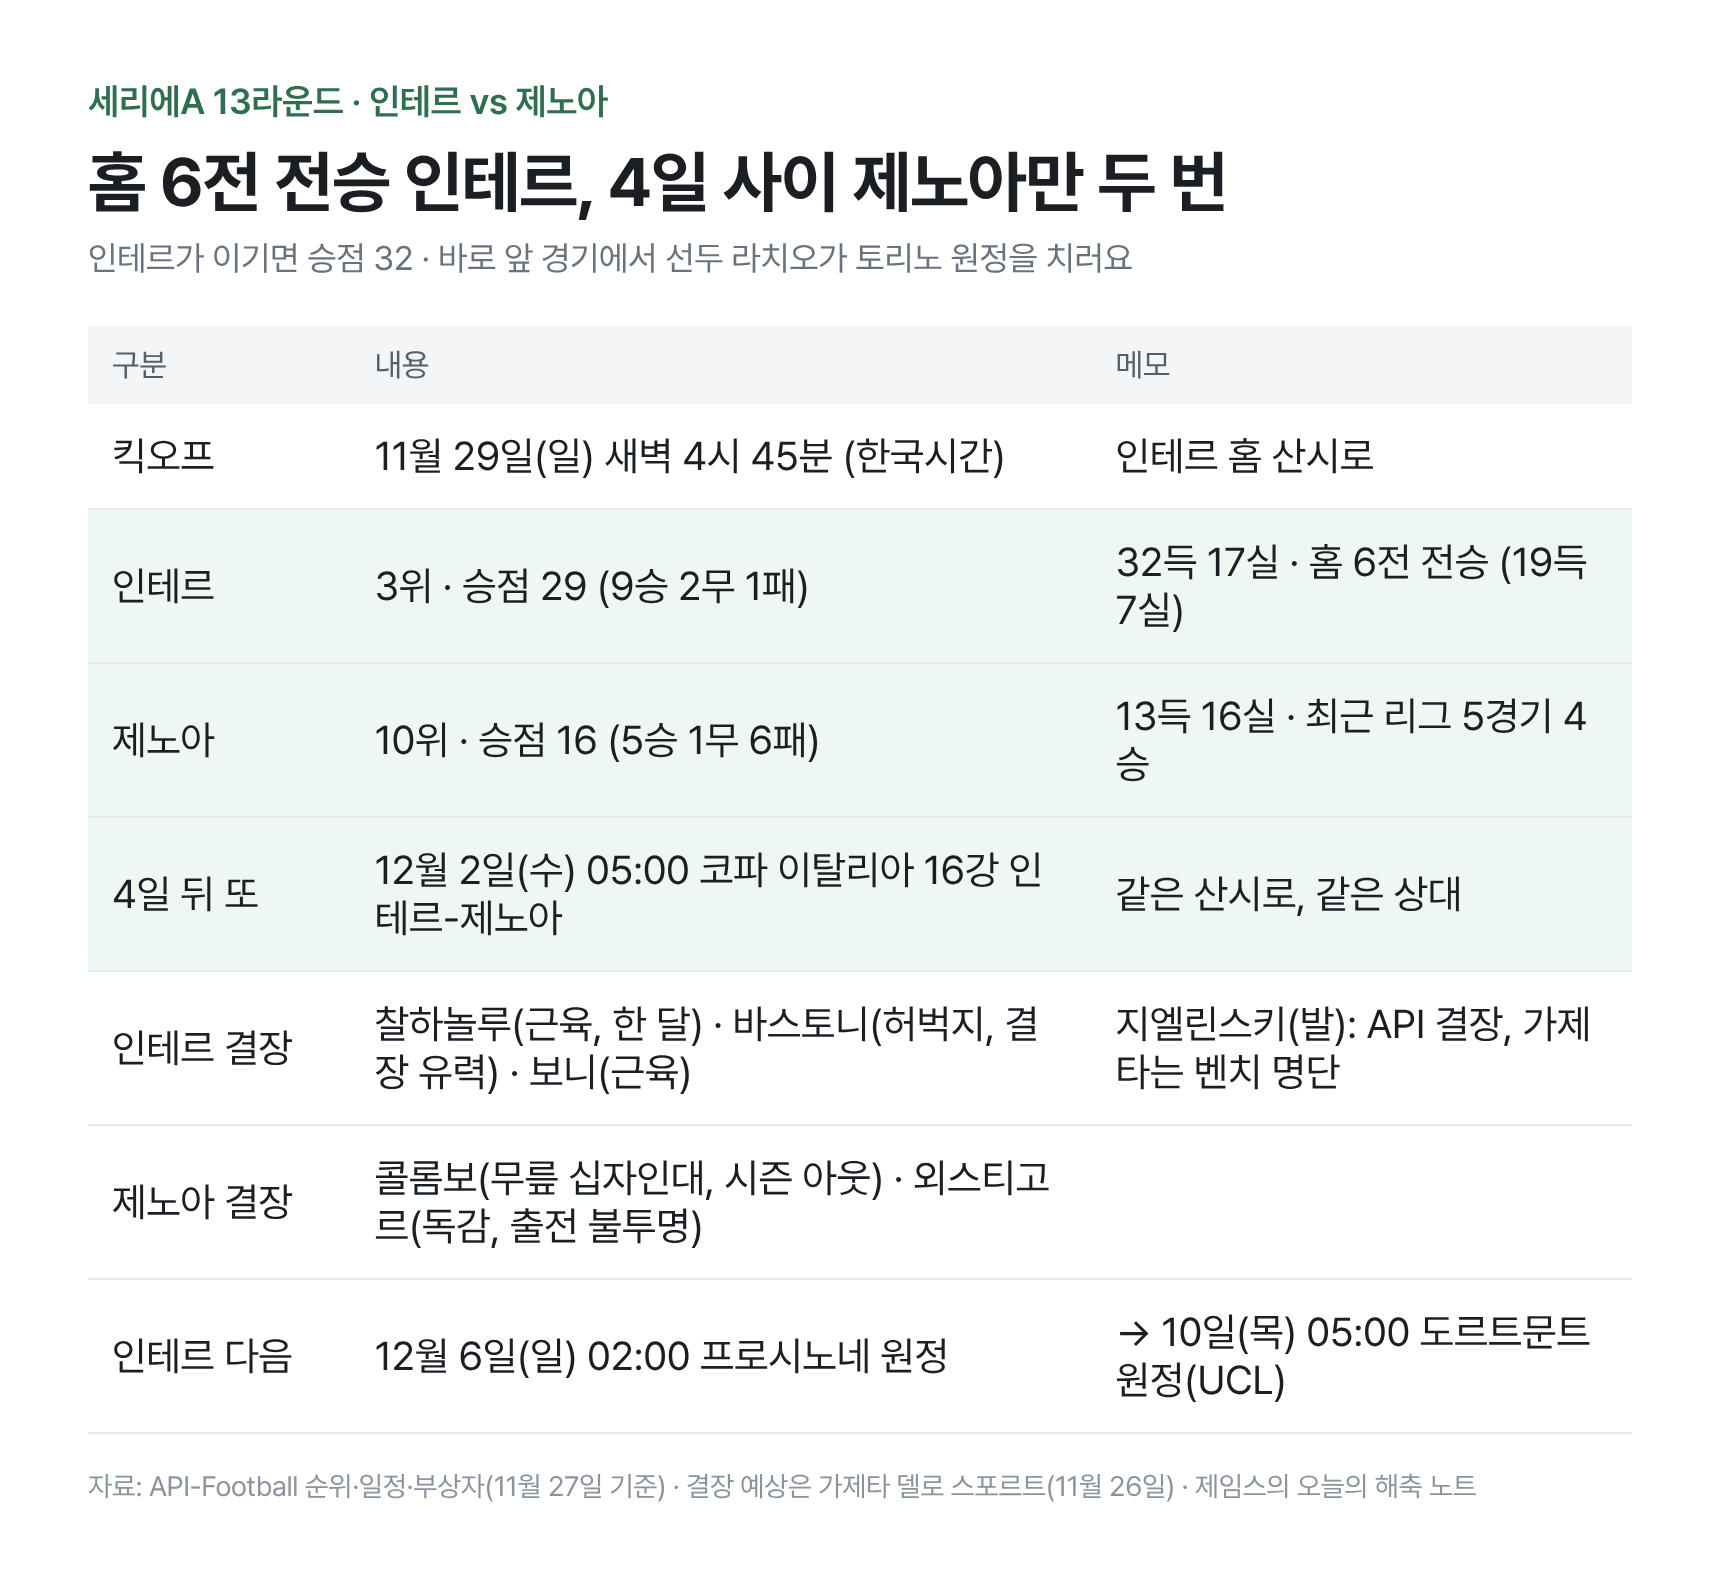 세리에A 13라운드 · 인테르 vs 제노아
홈 6전 전승 인테르, 4일 사이 제노아만 두 번
인테르가 이기면 승점 32 · 바로 앞 경기에서 선두 라치오가 토리노 원정을 치러요
구분 내용 메모
킥오프 11월 29일(일) 새벽 4시 45분 (한국시간) 인테르 홈 산시로
인테르 3위 · 승점 29 (9승 2무 1패) 32득 17실 · 홈 6전 전승 (19득
7실)
제노아 10위 · 승점 16 (5승 1무 6패) 13득 16실 · 최근 리그 5경기 4
승
4일 뒤 또 12월 2일(수) 05:00 코파 이탈리아 16강 인
테르-제노아 같은 산시로, 같은 상대
인테르 결장 찰하놀루(근육, 한 달) · 바스토니(허벅지, 결
장 유력) · 보니(근육) 지엘린스키(발): API 결장, 가제
타는 벤치 명단
제노아 결장 콜롬보(무릎 십자인대, 시즌 아웃) · 외스티고
르(독감, 출전 불투명)
인테르 다음 12월 6일(일) 02:00 프로시노네 원정 → 10일(목) 05:00 도르트문트
원정(UCL)
자료: API-Football 순위·일정·부상자(11월 27일 기준) · 결장 예상은 가제타 델로 스포르트(11월 26일) · 제임스의 오늘의 해축 노트